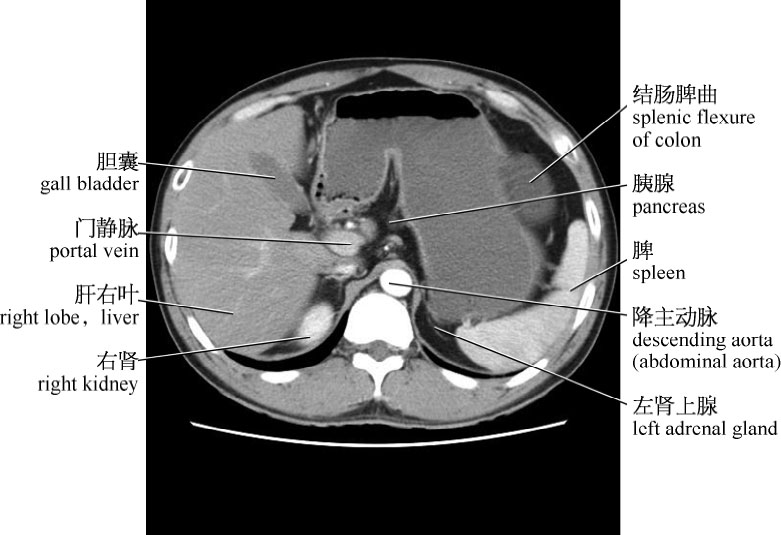 胆囊
gall bladder
门静脉
portal vein
肝右叶
right lobe, liver
右肾
right kidney
结肠脾曲
splenic flexure
of colon
胰腺
pancreas
脾
spleen
降主动脉
descending aorta
(abdominal aorta)
左肾上腺
left adrenal gland